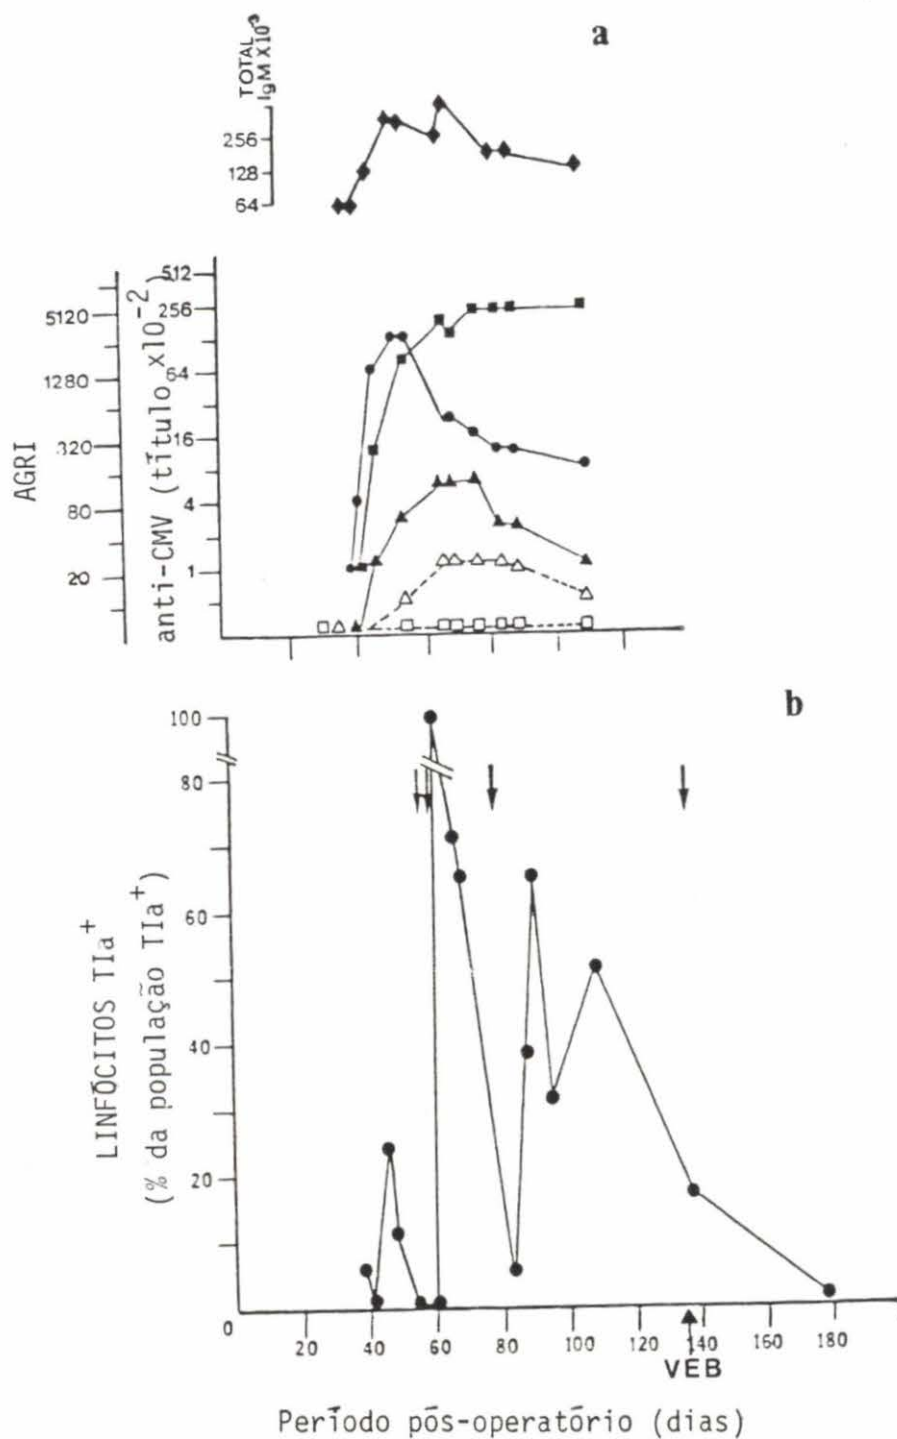 a
TOTAL
IgM X10-3
256
128
64
AGRI
5120
1280
320
80
20
anti-CMV (título x10-2)
512
256
64
16
4
1
b
LINFÓCITOS TIa+
(% da população TIa+)
100
80
60
40
20
0
20 40 60 80 100 120 140 160 180
VEB
Período pós-operatório (dias)